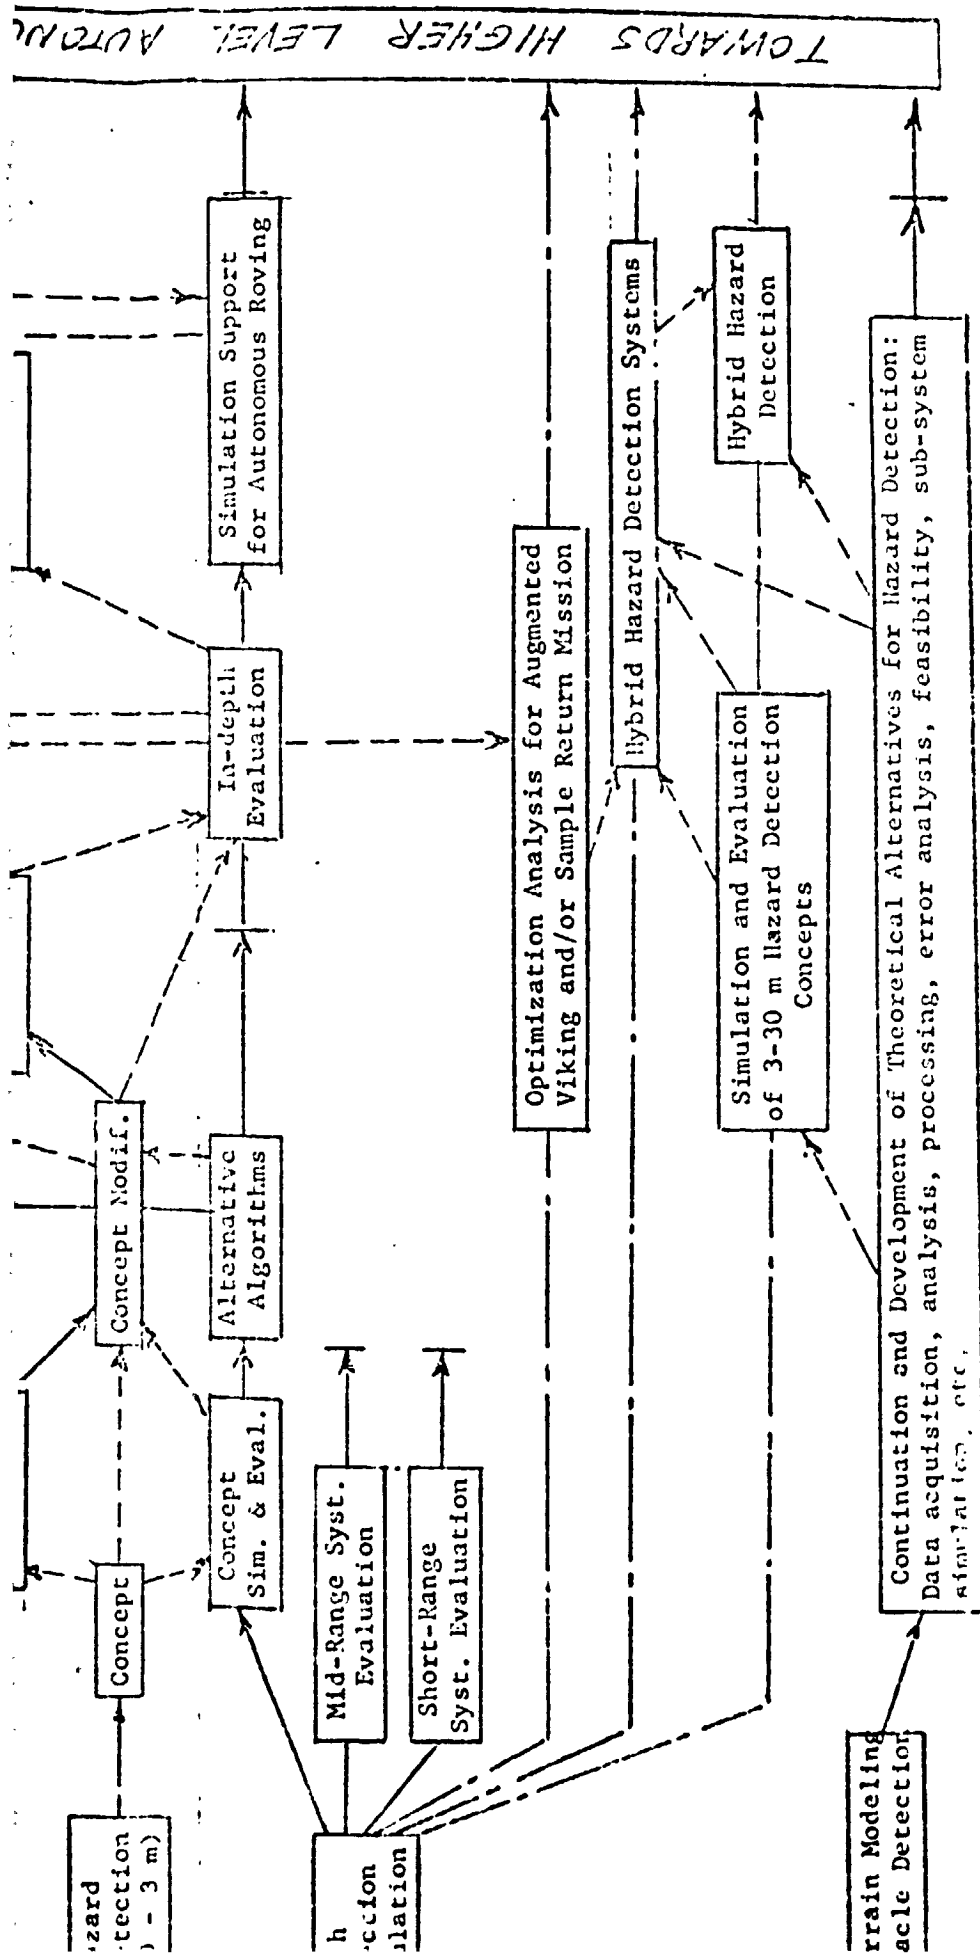 TOWARDS HIGHER LEVEL
Simulation Support
for Autonomous Roving
In-depth
Evaluation
Concept Modif.
Alternative
Algorithms
Concept
Concept
Sim. & Eval.
Mid-Range Syst.
Evaluation
Short-Range
Syst. Evaluation
Optimization Analysis for Augmented
Viking and/or Sample Return Mission
Hybrid Hazard Detection Systems
Hybrid Hazard
Detection
Simulation and Evaluation
of 3-30 m Hazard Detection
Concepts
Continuation and Development of Theoretical Alternatives for Hazard Detection:
Data acquisition, analysis, processing, error analysis, feasibility, sub-system
simulation, etc.
zard
tection
) - 3 m)
h
ction
ulation
rrain Modeling
acle Detection